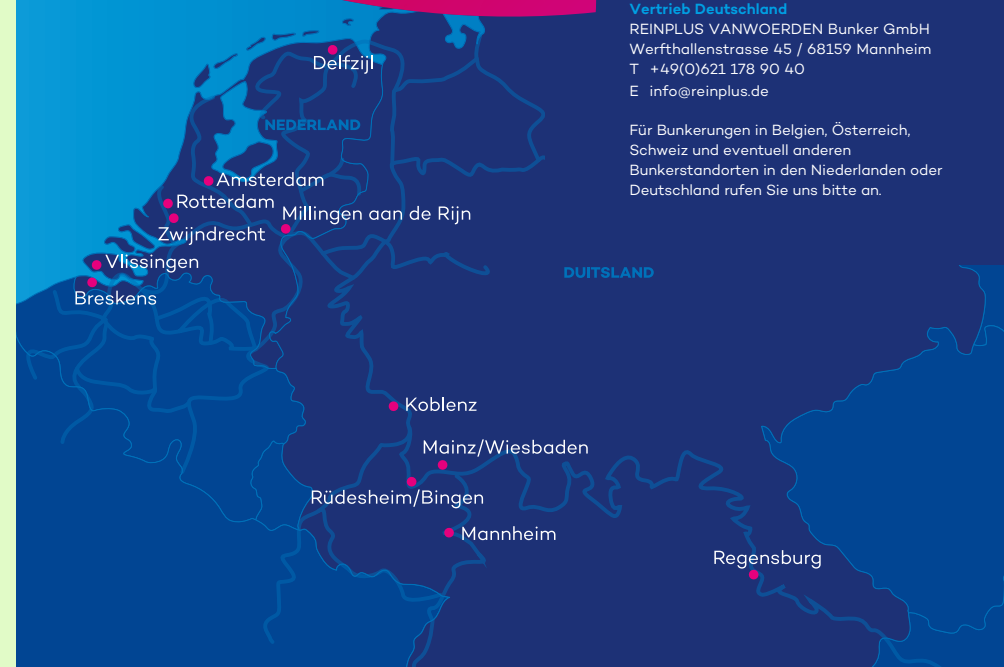 Vertrieb Deutschland
REINPLUS VANWOERDEN Bunker GmbH
Werfthallenstrasse 45 / 68159 Mannheim
T +49(0)621 178 90 40
E info@reinplus.de
Für Bunkerungen in Belgien, Österreich,
Schweiz und eventuell anderen
Bunkerstandorten in den Niederlanden oder
Deutschland rufen Sie uns bitte an.
Delfzijl
NEDERLAND
Amsterdam
Rotterdam
Millingen aan de Rijn
Zwijndrecht
Vlissingen
DUITSLAND
Breskens
Koblenz
Mainz/Wiesbaden
Rüdesheim/Bingen
Mannheim
Regensburg